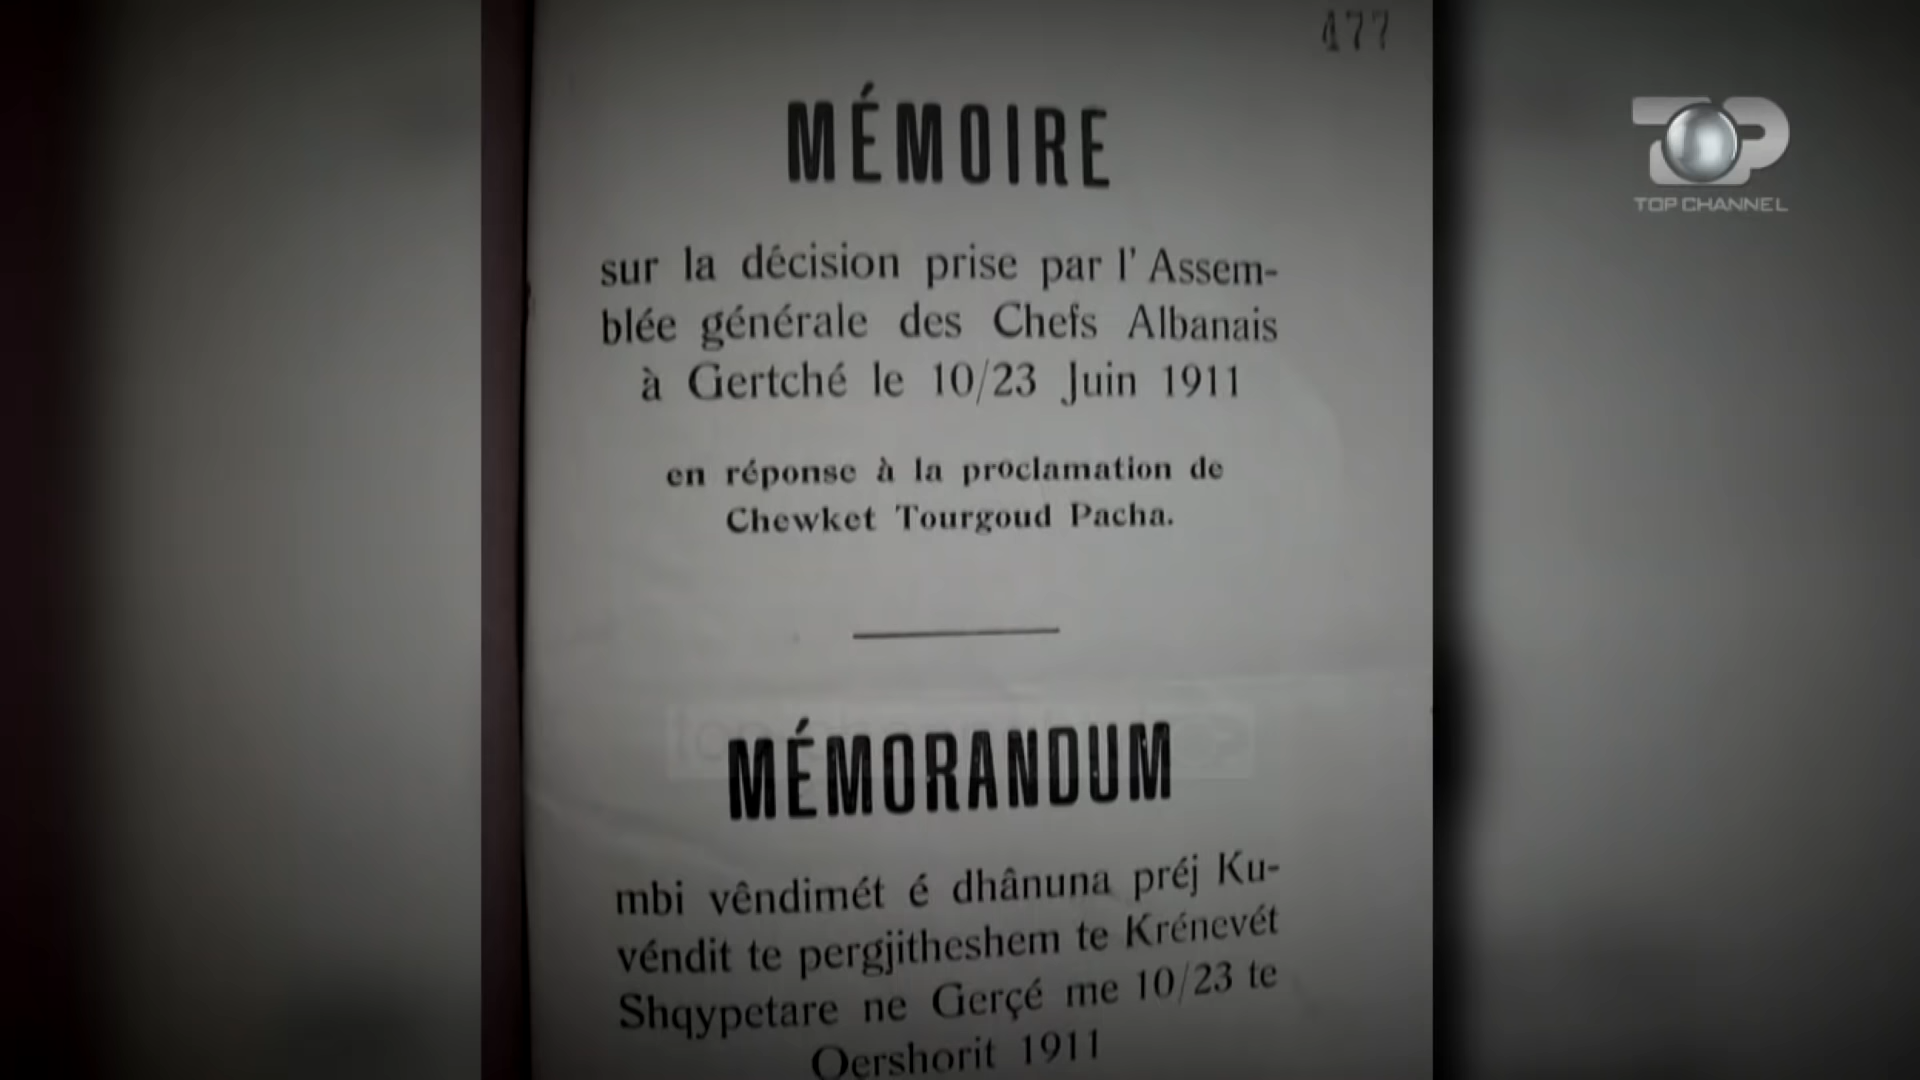 477
MÉMOIRE
TOP CHANNEL
sur la décision prise par l' Assem-
blée générale des Chefs Albanais
à Gertché le 10/23 Juin 1911
en réponse à la proclamation de
Chewket Tourgoud Pacha.
MÉMORANDUM
mbi vêndimét é dhânuna préj Ku-
véndit te pergjitheshem te Krénevét
Shqypetare ne Gerçé me 10/23 te
Qershorit 1911